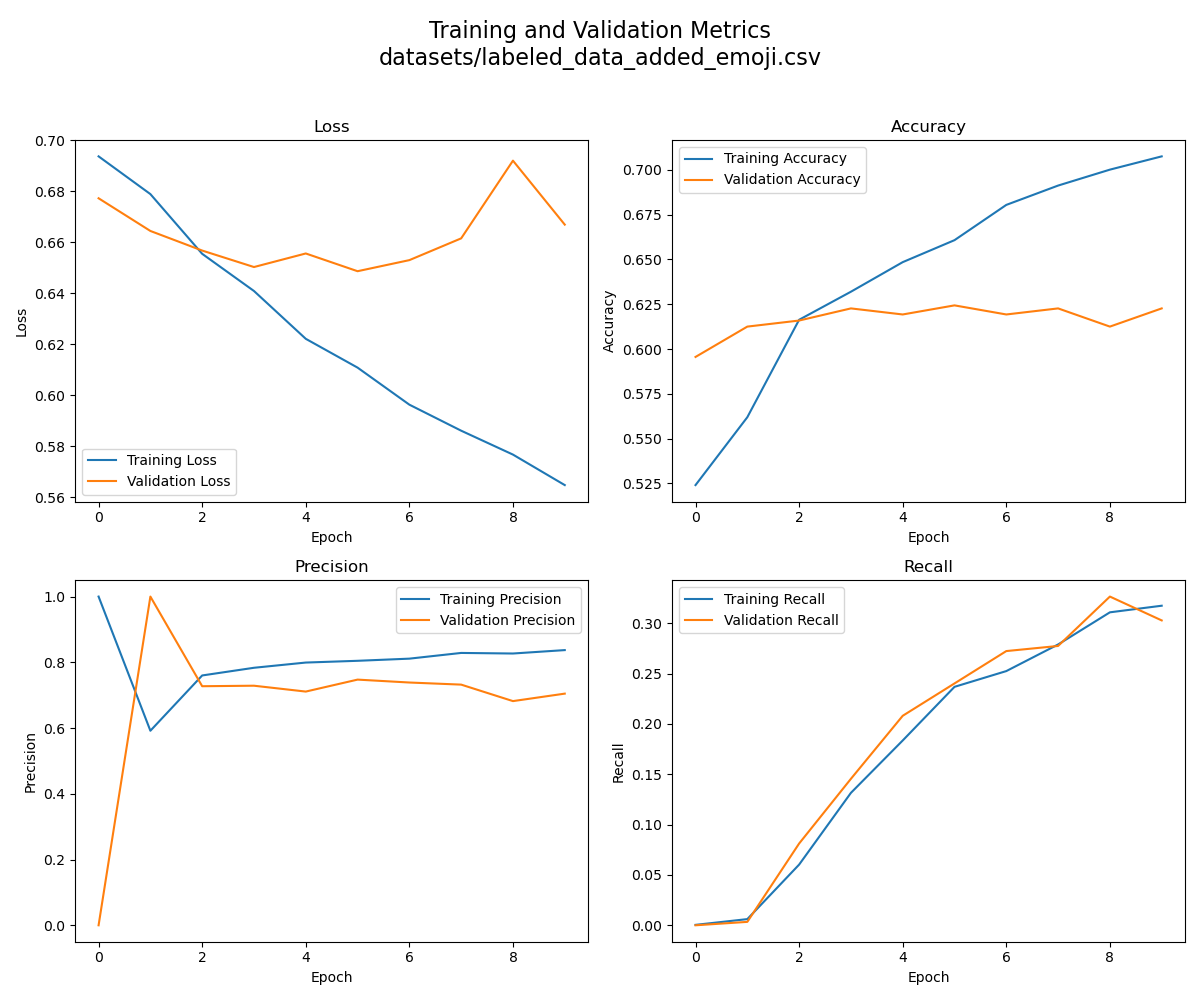 Training and Validation Metrics
datasets/labeled_data_added_emoji.csv
Loss
0.70
0.68
0.66
0.64
0.62
0.60
0.58
0.56
Loss
Training Loss
Validation Loss
0 2 4 6 8
Epoch
Accuracy
0.700
0.675
0.650
0.625
0.600
0.575
0.550
0.525
Accuracy
Training Accuracy
Validation Accuracy
0 2 4 6 8
Epoch
Precision
1.0
0.8
0.6
0.4
0.2
0.0
Precision
Training Precision
Validation Precision
0 2 4 6 8
Epoch
Recall
0.30
0.25
0.20
0.15
0.10
0.05
0.00
Recall
Training Recall
Validation Recall
0 2 4 6 8
Epoch